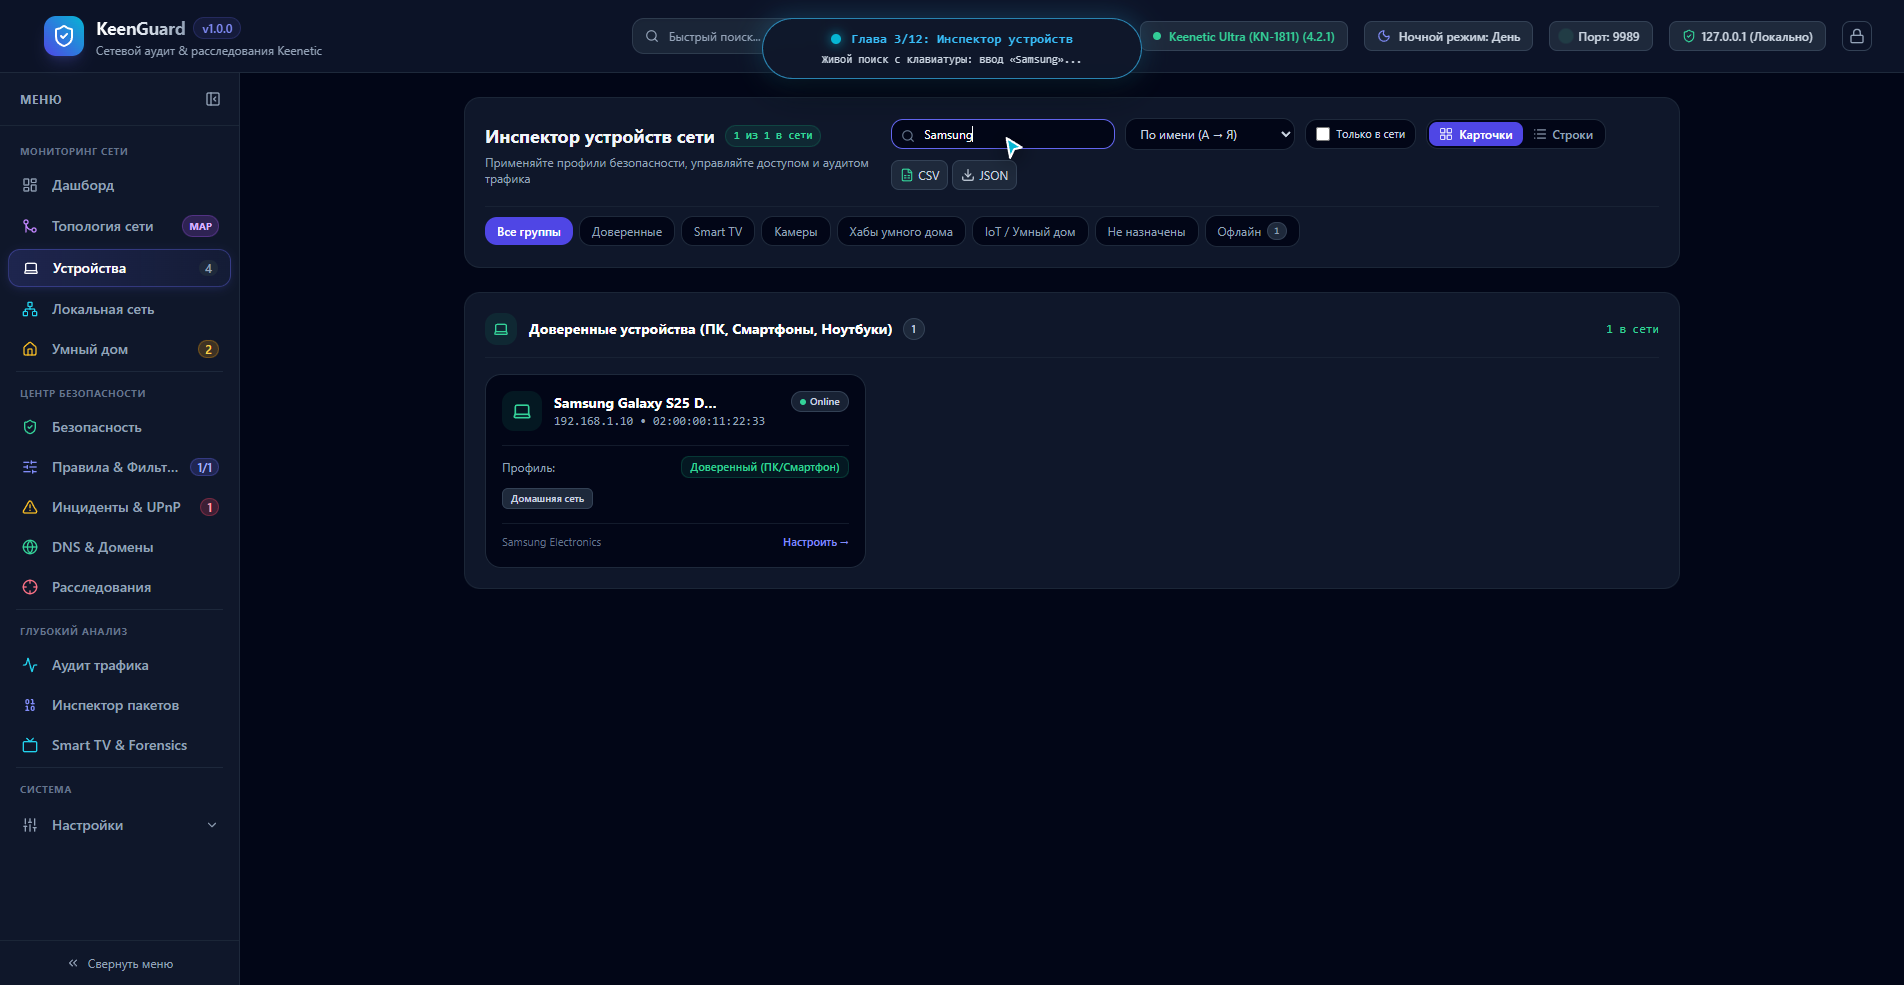 KeenGuard v1.0.0
Сетевой аудит & расследования Keenetic
Быстрый поиск...
Глава 3/12: Инспектор устройств
Живой поиск с клавиатуры: ввод «Samsung»...
Keenetic Ultra (KN-1811) (4.2.1)
Ночной режим: День
Порт: 9989
127.0.0.1 (Локально)
МЕНЮ
МОНИТОРИНГ СЕТИ
Дашборд
Топология сети MAP
Устройства 4
Локальная сеть
Умный дом 2
ЦЕНТР БЕЗОПАСНОСТИ
Безопасность
Правила & Фильт... 1/1
Инциденты & UPnP 1
DNS & Домены
Расследования
ГЛУБОКИЙ АНАЛИЗ
Аудит трафика
Инспектор пакетов
Smart TV & Forensics
СИСТЕМА
Настройки
Свернуть меню
Инспектор устройств сети 1 из 1 в сети
Применяйте профили безопасности, управляйте доступом и аудитом
трафика
Samsung
По имени (А → Я)
Только в сети
Карточки
Строки
CSV
JSON
Все группы
Доверенные
Smart TV
Камеры
Хабы умного дома
IoT / Умный дом
Не назначены
Офлайн 1
Доверенные устройства (ПК, Смартфоны, Ноутбуки) 1
1 в сети
Samsung Galaxy S25 D...
Online
192.168.1.10 • 02:00:00:11:22:33
Профиль:
Доверенный (ПК/Смартфон)
Домашняя сеть
Samsung Electronics
Настроить →